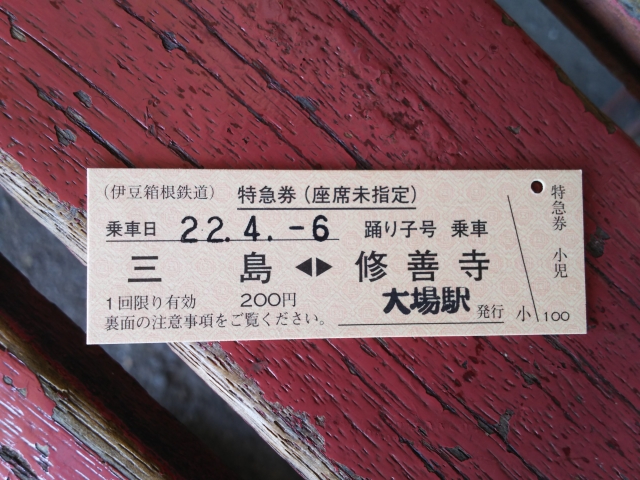 (伊豆箱根鉄道) 特急券 (座席未指定)
乗車日 22.4.-6 踊り子号 乗車
三島◀▶修善寺
1回限り有効 200円
大場駅発行
裏面の注意事項をご覧ください。
特急券 小児
小 100